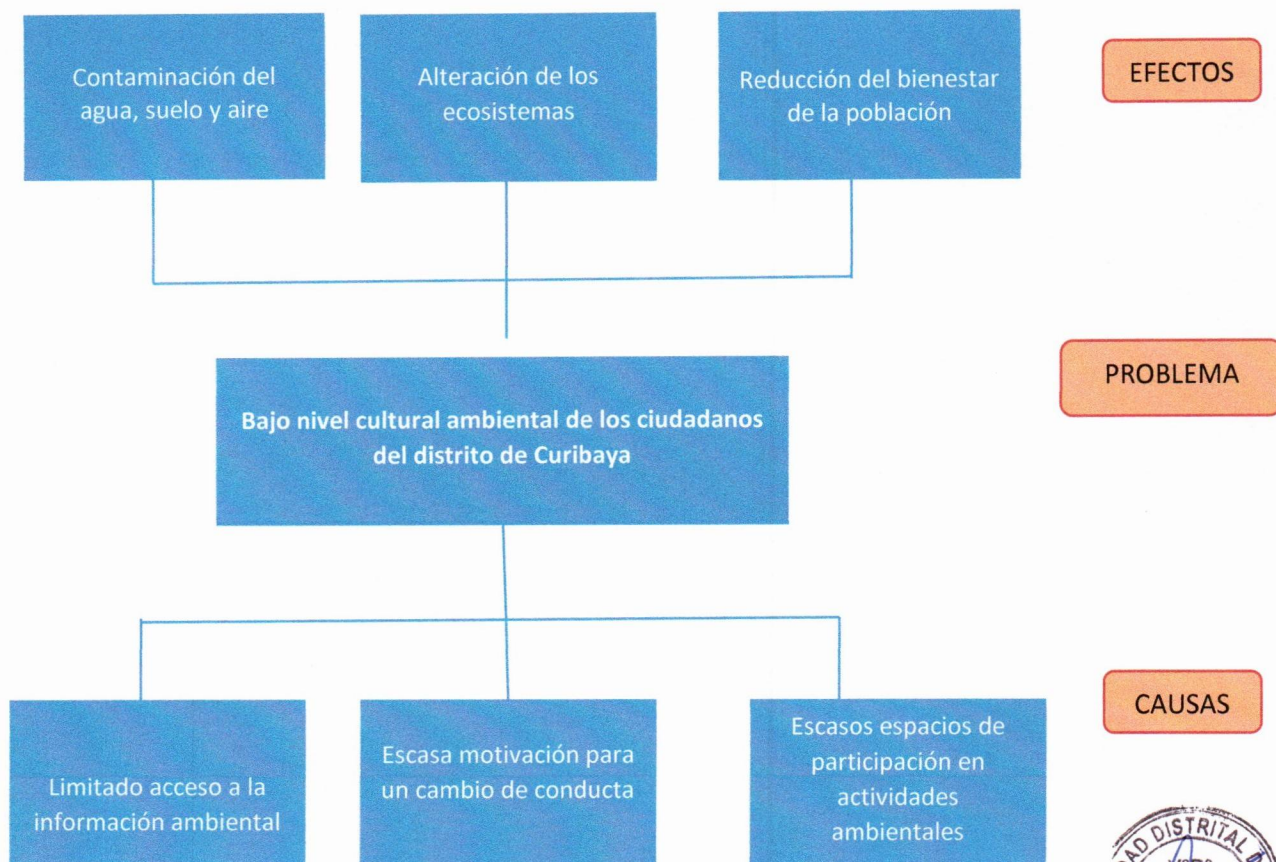 Contaminación del
agua, suelo y aire
Alteración de los
ecosistemas
Reducción del bienestar
de la población
EFECTOS
Bajo nivel cultural ambiental de los ciudadanos
del distrito de Curibaya
PROBLEMA
Limitado acceso a la
información ambiental
Escasa motivación para
un cambio de conducta
Escasos espacios de
participación en
actividades
ambientales
CAUSAS
DISTRITAL